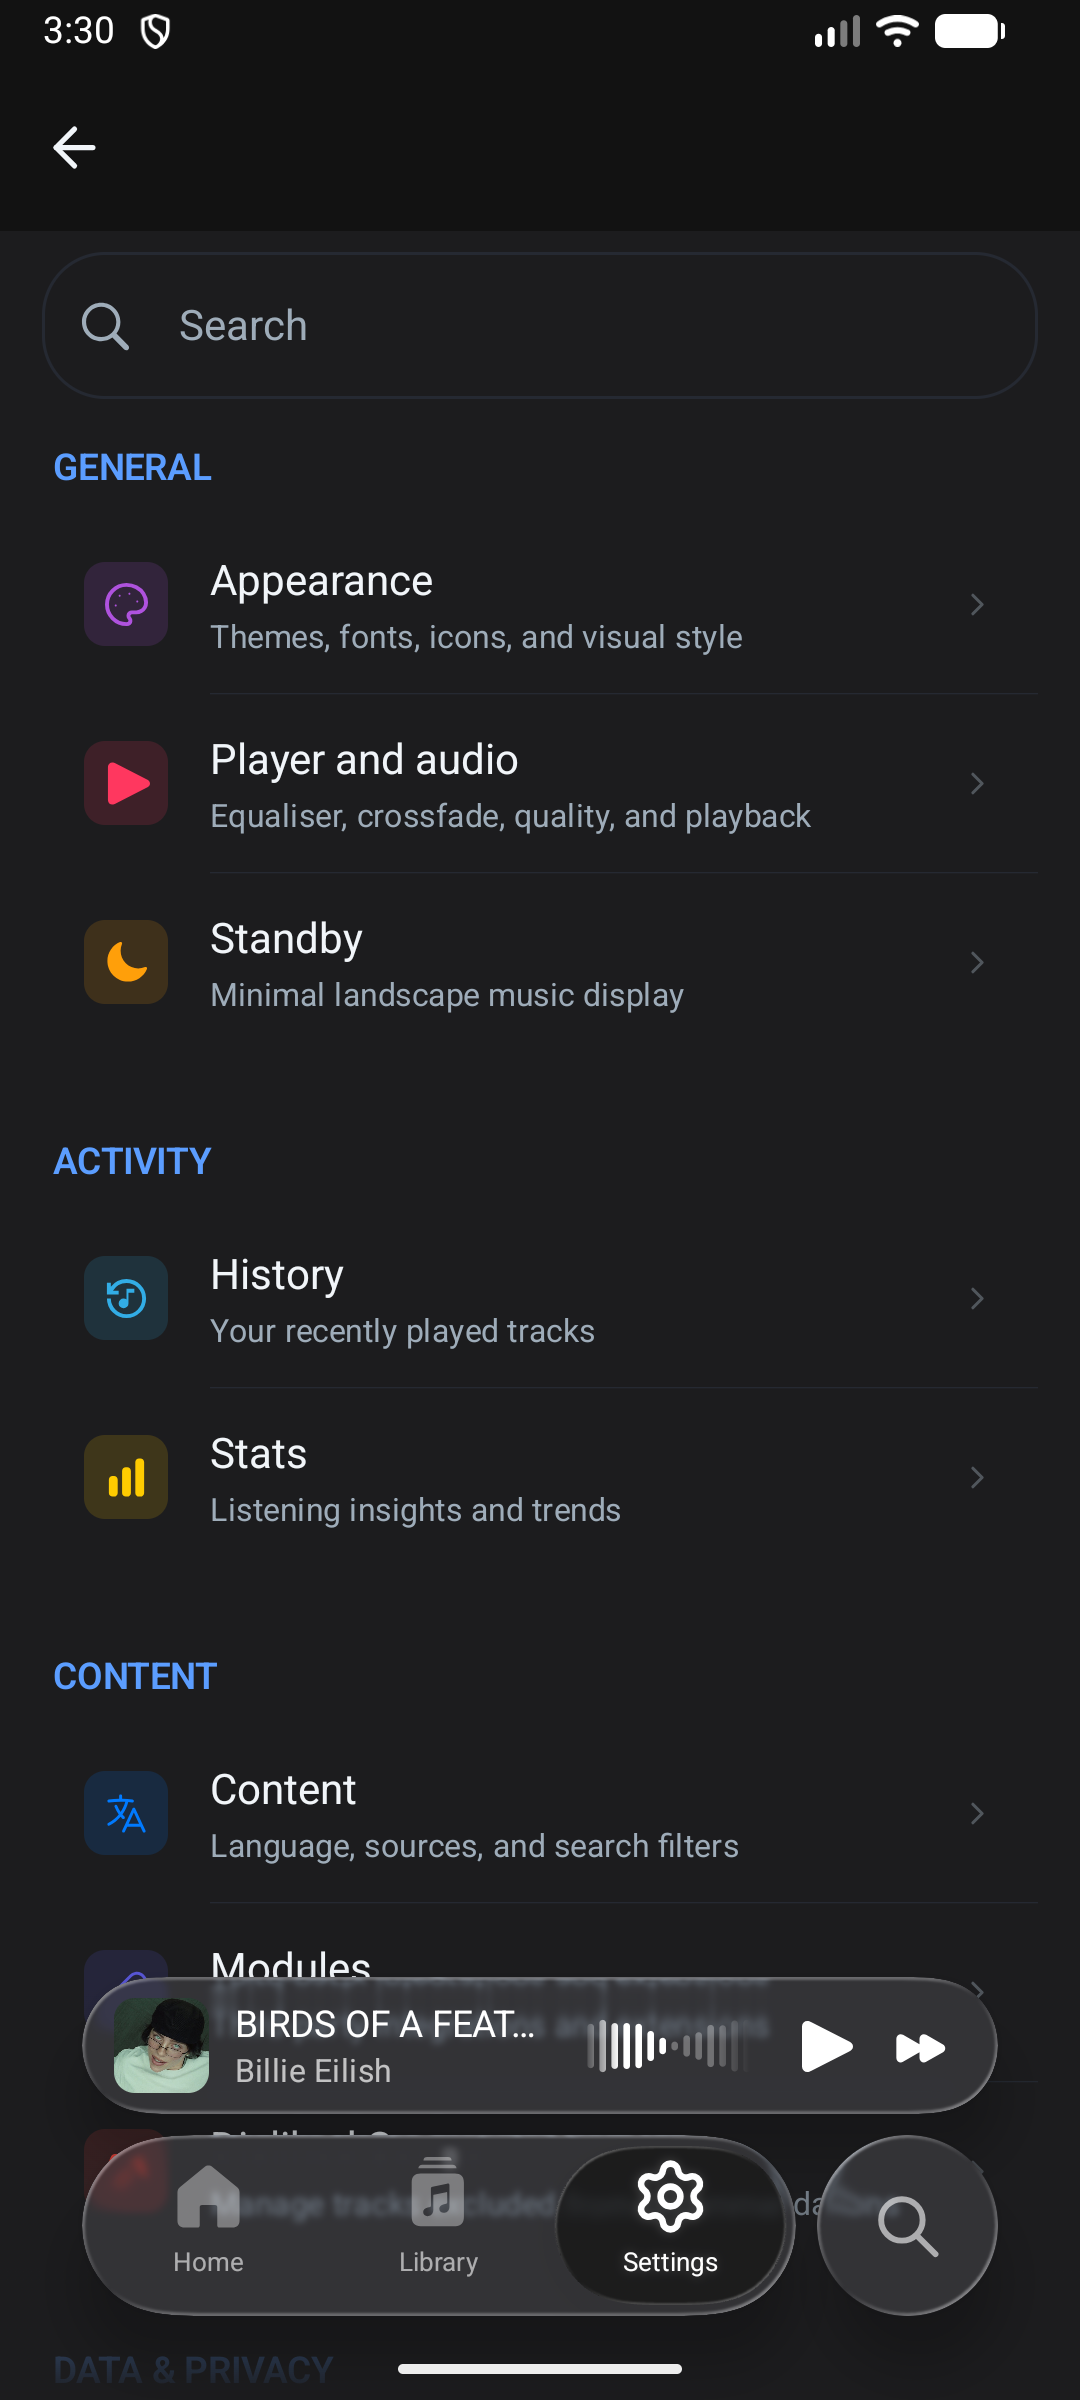 3:30
Search
GENERAL
Appearance
Themes, fonts, icons, and visual style
Player and audio
Equaliser, crossfade, quality, and playback
Standby
Minimal landscape music display
ACTIVITY
History
Your recently played tracks
Stats
Listening insights and trends
CONTENT
Content
Language, sources, and search filters
Modules
BIRDS OF A FEAT...
Billie Eilish
Manage tracks
Home
Library
Settings
DATA & PRIVACY